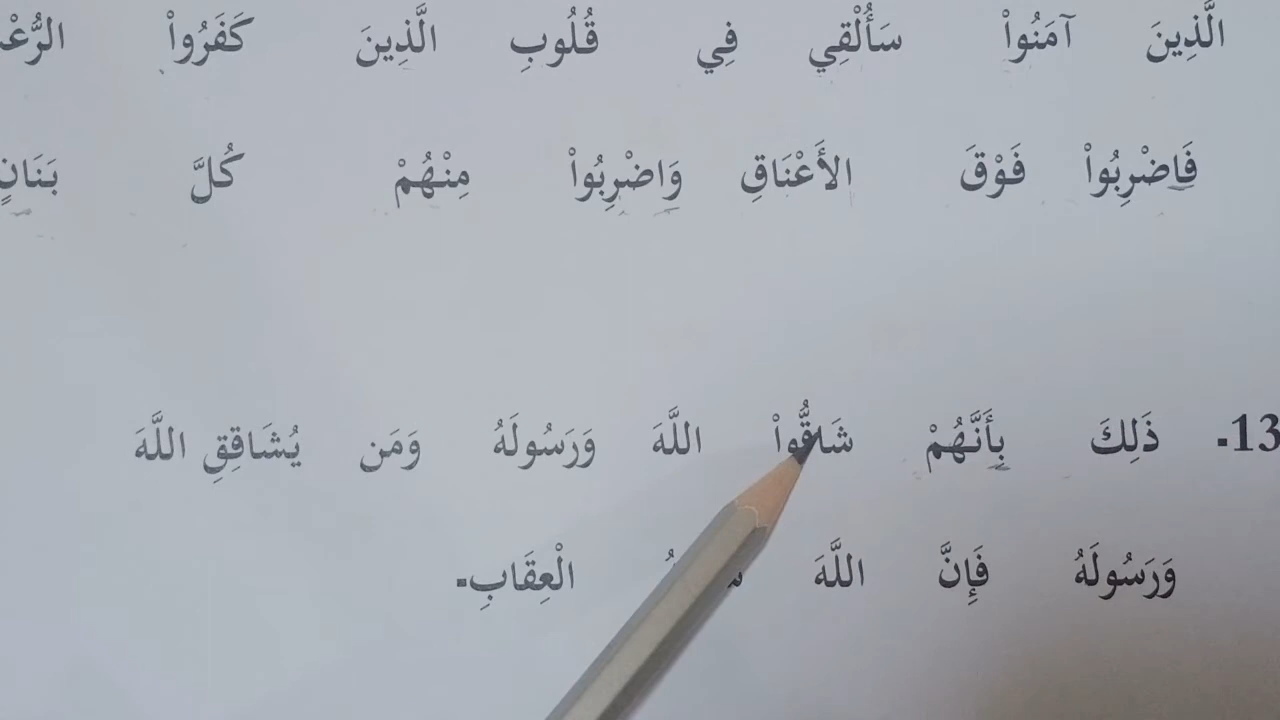 الَّذِينَ آمَنُواْ سَأُلْقِي فِي قُلُوبِ الَّذِينَ كَفَرُواْ
فَاضْرِبُواْ فَوْقَ الأَعْنَاقِ وَاضْرِبُواْ مِنْهُمْ كُلَّ بَنَانٍ
13- ذَلِكَ بِأَنَّهُمْ شَاقُّواْ اللَّهَ وَرَسُولَهُ وَمَن يُشَاقِقِ اللَّهَ
وَرَسُولَهُ فَإِنَّ اللَّهَ الْعِقَابِ-